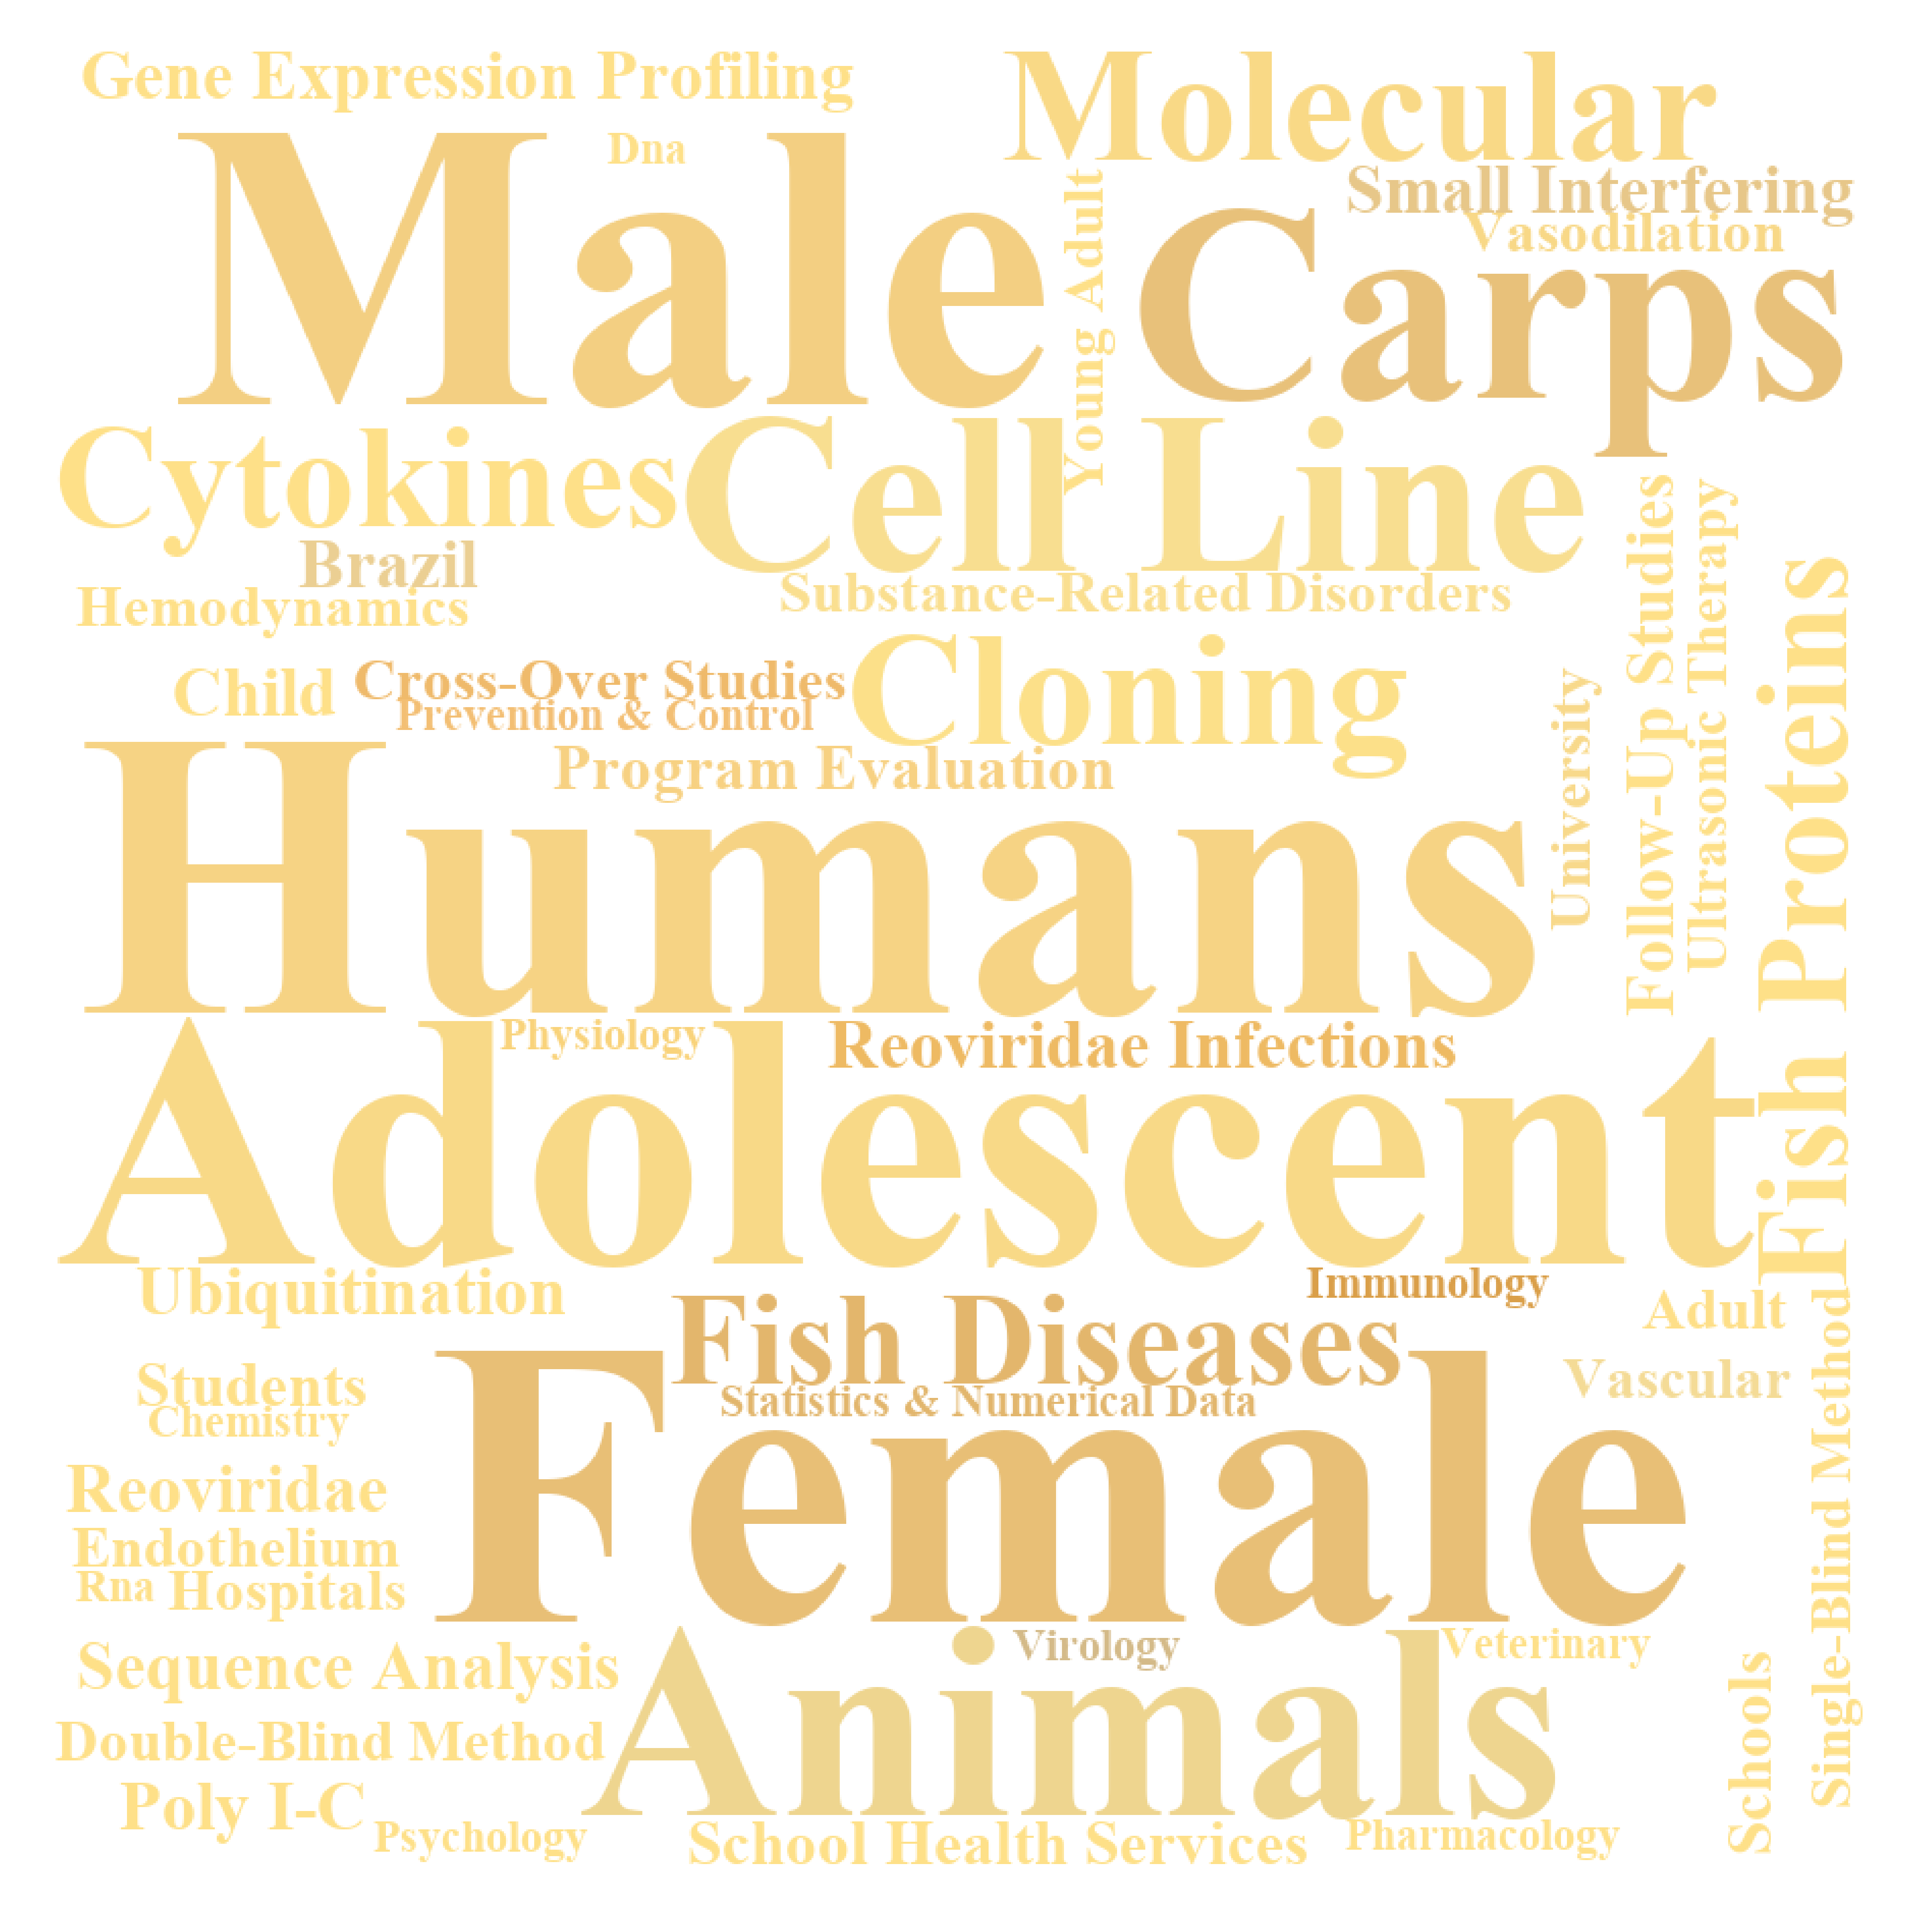 Gene Expression Profiling
Molecular
Male
Dna
Young Adult
Small Interfering
Vasodilation
Carps
Cytokines
Cell Line
Brazil
Hemodynamics
Substance-Related Disorders
Child
Cross-Over Studies
Prevention & Control
Cloning
Program Evaluation
University
Follow-Up Studies
Ultrasonic Therapy
Fish Proteins
Humans
Physiology
Reoviridae Infections
Adolescent
Ubiquitination
Immunology
Fish Diseases
Adult
Statistics & Numerical Data
Vascular
Single-Blind Method
Students
Chemistry
Female
Reoviridae
Endothelium
Rna
Hospitals
Virology
Veterinary
Sequence Analysis
Animals
Schools
Double-Blind Method
Poly I-C
Psychology
School Health Services
Pharmacology